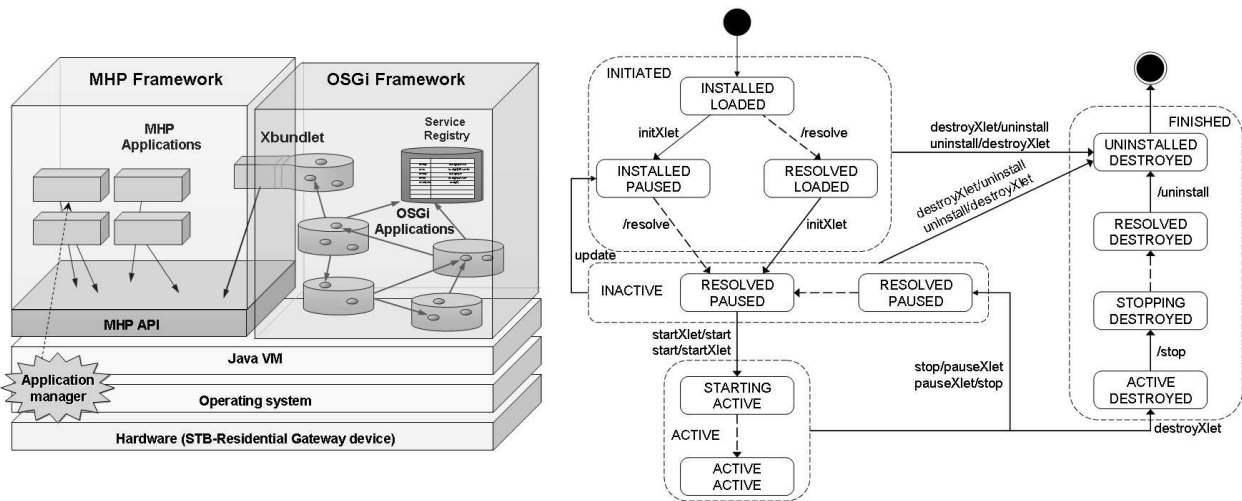 MHP Framework
OSGi Framework
MHP
Applications
Xbundlet
Service
Registry
OSGi
Applications
MHP API
Java VM
Application
manager
Operating system
Hardware (STB-Residential Gateway device)
INITIATED
INSTALLED
LOADED
initXlet
/resolve
INSTALLED
PAUSED
RESOLVED
LOADED
/resolve
initXlet
update
INACTIVE
RESOLVED
PAUSED
RESOLVED
PAUSED
startXlet/start
start/startXlet
STARTING
ACTIVE
ACTIVE
ACTIVE
ACTIVE
stop/pauseXlet
pauseXlet/stop
destroyXlet/uninstall
uninstall/destroyXlet
destroyXlet/uninstall
uninstall/destroyXlet
FINISHED
UNINSTALLED
DESTROYED
/uninstall
RESOLVED
DESTROYED
STOPPING
DESTROYED
/stop
ACTIVE
DESTROYED
destroyXlet